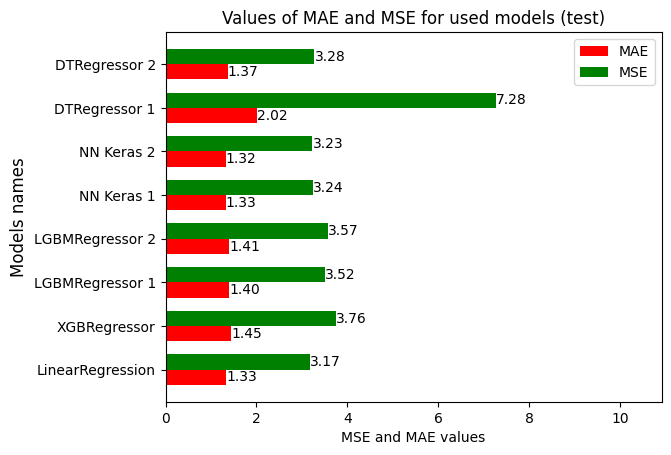 Values of MAE and MSE for used models (test)
MAE
MSE
Models names
DTRegressor 2
3.28
1.37
DTRegressor 1
7.28
2.02
NN Keras 2
3.23
1.32
NN Keras 1
3.24
1.33
LGBMRegressor 2
3.57
1.41
LGBMRegressor 1
3.52
1.40
XGBRegressor
3.76
1.45
LinearRegression
3.17
1.33
0 2 4 6 8 10
MSE and MAE values